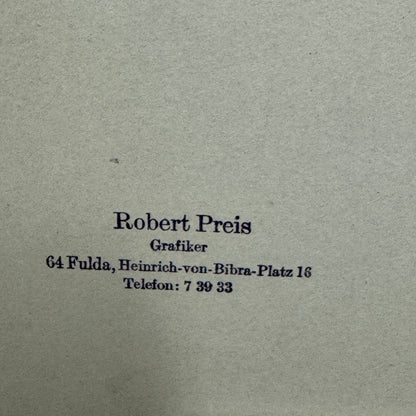 Robert Preis
Grafiker
64 Fulda, Heinrich-von-Bibra-Platz 16
Telefon: 7 39 33